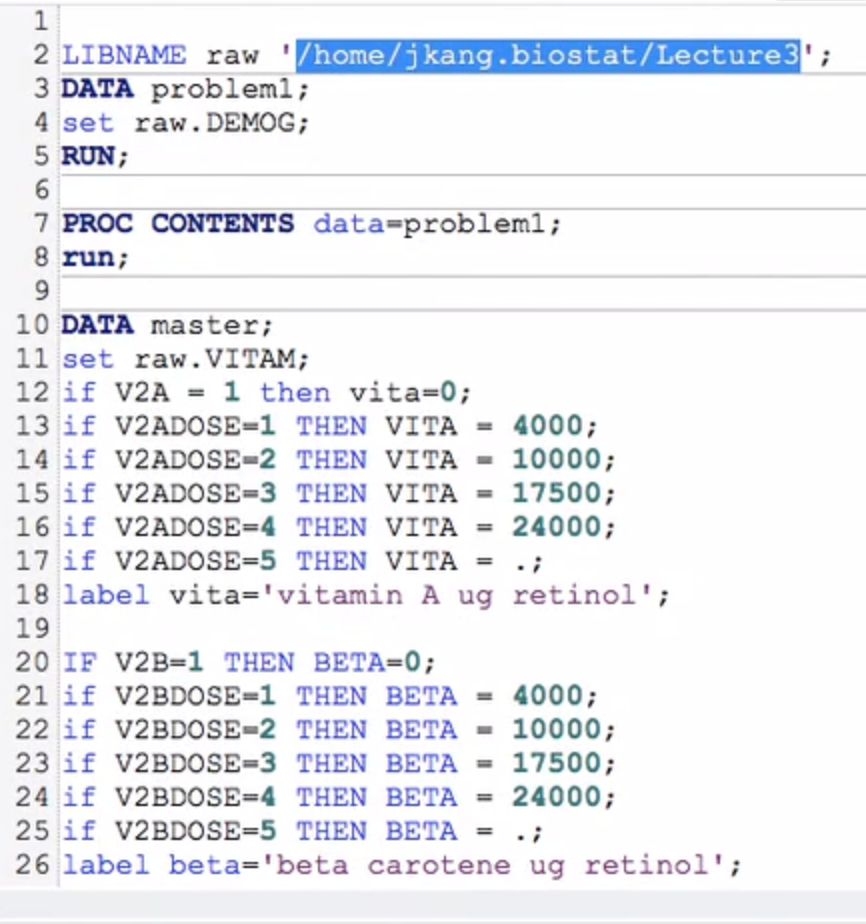 1
2 LIBNAME raw '/home/jkang.biostat/Lecture3';
3 DATA problem1;
4 set raw.DEMOG;
5 RUN;
6
7 PROC CONTENTS data=problem1;
8 run;
9
10 DATA master;
11 set raw.VITAM;
12 if V2A = 1 then vita=0;
13 if V2ADOSE=1 THEN VITA = 4000;
14 if V2ADOSE=2 THEN VITA = 10000;
15 if V2ADOSE=3 THEN VITA = 17500;
16 if V2ADOSE=4 THEN VITA = 24000;
17 if V2ADOSE=5 THEN VITA = .;
18 label vita='vitamin A ug retinol';
19
20 IF V2B=1 THEN BETA=0;
21 if V2BDOSE=1 THEN BETA = 4000;
22 if V2BDOSE=2 THEN BETA = 10000;
23 if V2BDOSE=3 THEN BETA = 17500;
24 if V2BDOSE=4 THEN BETA = 24000;
25 if V2BDOSE=5 THEN BETA = .;
26 label beta='beta carotene ug retinol';